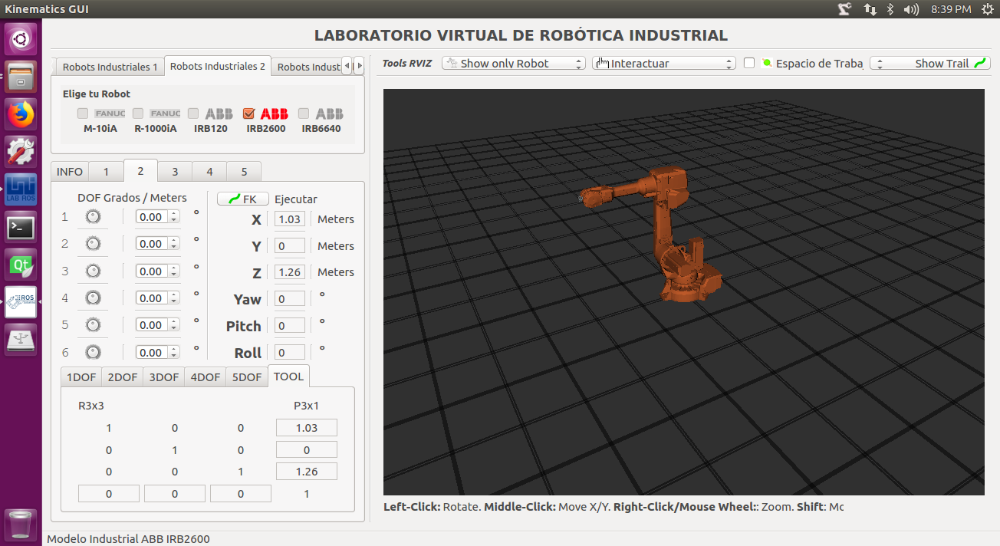 Kinematics GUI
8:39 PM
LABORATORIO VIRTUAL DE ROBÓTICA INDUSTRIAL
Robots Industriales 1 Robots Industriales 2 Robots Indust
Tools RVIZ Show only Robot Interactuar Espacio de Traba Show Trail
Elige tu Robot
FANUC FANUC ABB ABB ABB
M-10iA R-1000iA IRB120 IRB2600 IRB6640
INFO 1 2 3 4 5
DOF Grados / Meters FK Ejecutar
1 0.00 ° X 1.03 Meters
2 0.00 ° Y 0 Meters
3 0.00 ° Z 1.26 Meters
4 0.00 ° Yaw 0 °
5 0.00 ° Pitch 0 °
6 0.00 ° Roll 0 °
1DOF 2DOF 3DOF 4DOF 5DOF TOOL
R3x3 P3x1
1 0 0 1.03
0 1 0 0
0 0 1 1.26
0 0 0 1
Left-Click: Rotate. Middle-Click: Move X/Y. Right-Click/Mouse Wheel:: Zoom. Shift: Mo
Modelo Industrial ABB IRB2600
LAB ROS
Qt
ROS